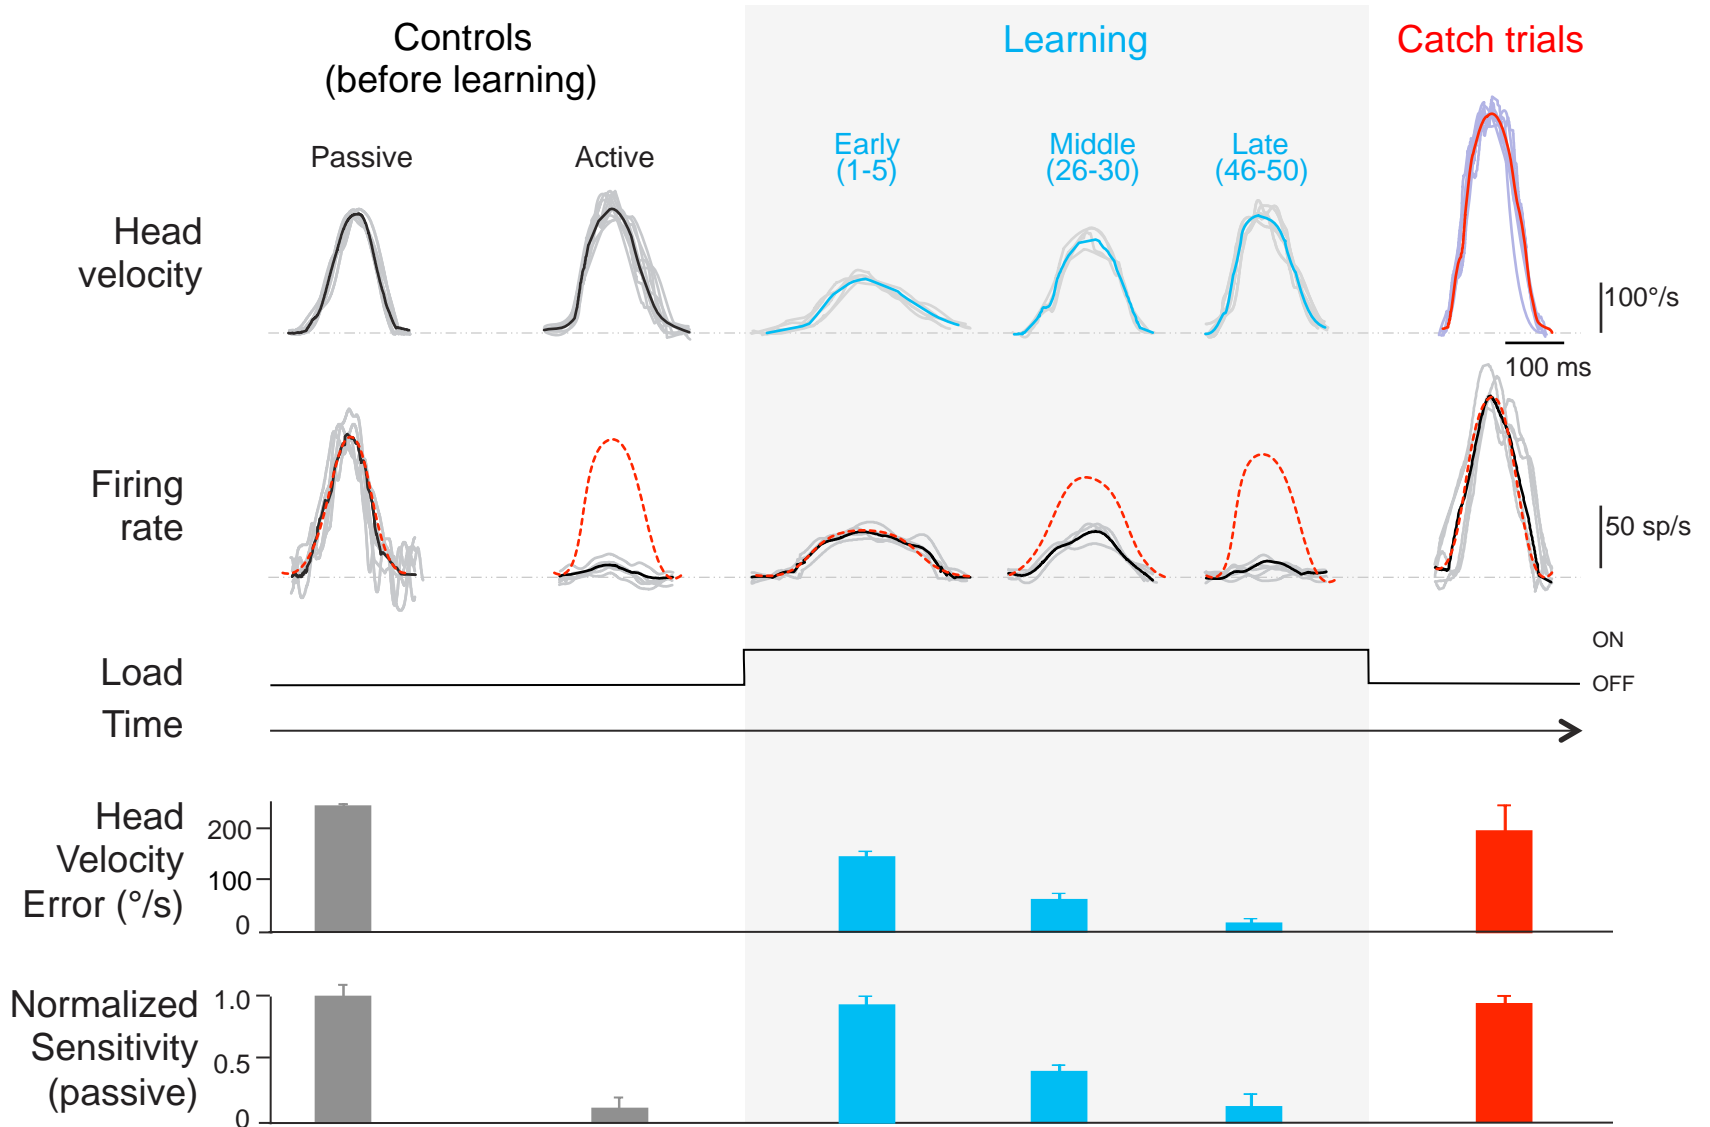 Controls
(before learning)
Learning
Catch trials
Passive
Active
Early
(1-5)
Middle
(26-30)
Late
(46-50)
Head
velocity
100°/s
100 ms
Firing
rate
50 sp/s
Load
ON
OFF
Time
Head
Velocity
Error (°/s)
200
100
0
Normalized
Sensitivity
(passive)
1.0
0.5
0